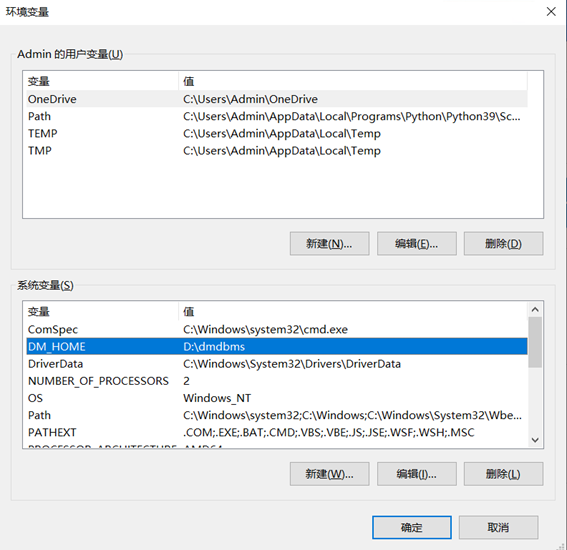 环境变量
Admin 的用户变量(U)
变量 值
OneDrive C:\Users\Admin\OneDrive
Path C:\Users\Admin\AppData\Local\Programs\Python\Python39\Sc...
TEMP C:\Users\Admin\AppData\Local\Temp
TMP C:\Users\Admin\AppData\Local\Temp
新建(N)... 编辑(E)... 删除(D)
系统变量(S)
变量 值
ComSpec C:\Windows\system32\cmd.exe
DM_HOME D:\dmdbms
DriverData C:\Windows\System32\Drivers\DriverData
NUMBER_OF_PROCESSORS 2
OS Windows_NT
Path C:\Windows\system32;C:\Windows;C:\Windows\System32\Wbe...
PATHEXT .COM;.EXE;.BAT;.CMD;.VBS;.VBE;.JS;.JSE;.WSF;.WSH;.MSC
PROCESSOR_ARCHITECTURE AMD64
新建(W)... 编辑(I)... 删除(L)
确定 取消